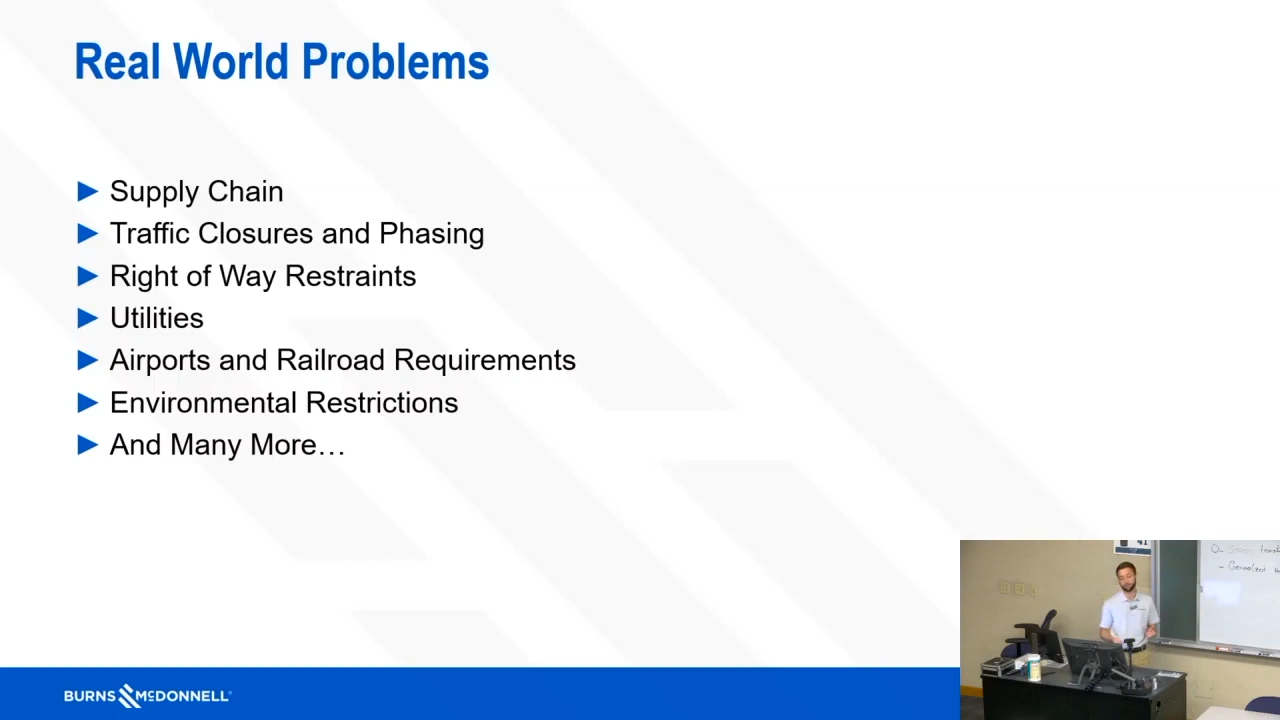 Real World Problems
Supply Chain
Traffic Closures and Phasing
Right of Way Restraints
Utilities
Airports and Railroad Requirements
Environmental Restrictions
And Many More…
BURNS McDONNELL®
Generalized